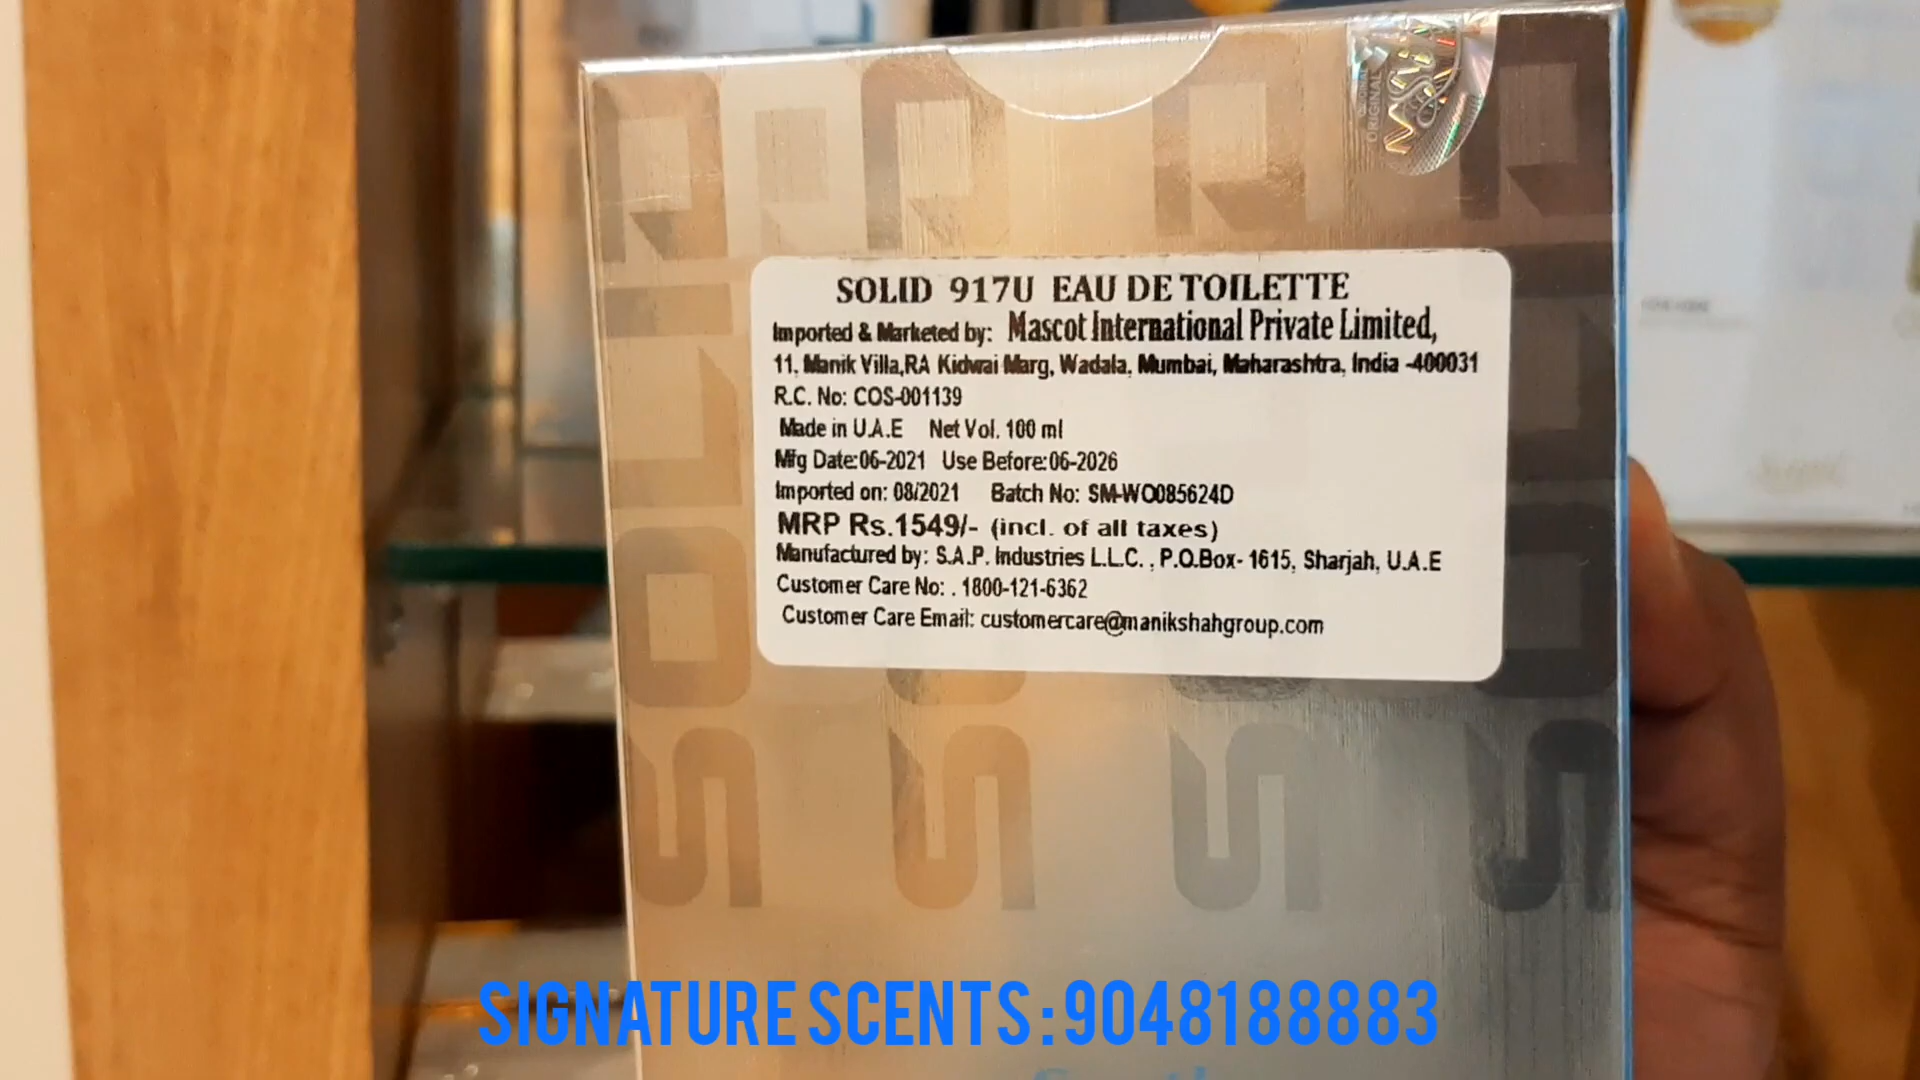 ORIGINAL
SOLID 917U EAU DE TOILETTE
Imported & Marketed by: Mascot International Private Limited,
11, Manik Villa,RA Kidwai Marg, Wadala, Mumbai, Maharashtra, India -400031
R.C. No: COS-001139
Made in U.A.E Net Vol. 100 ml
Mfg Date:06-2021 Use Before:06-2026
Imported on: 08/2021 Batch No: SM-WO085624D
MRP Rs.1549/- (incl. of all taxes)
Manufactured by: S.A.P. Industries L.L.C. , P.O.Box- 1615, Sharjah, U.A.E
Customer Care No: . 1800-121-6362
Customer Care Email: customercare@manikshahgroup.com
SIGNATURE SCENTS : 9048188883